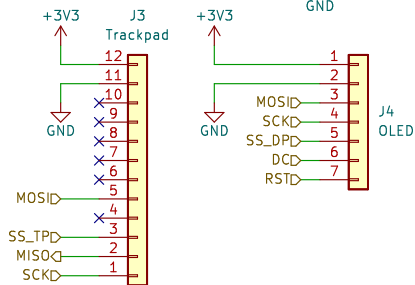 GND
+3V3
J3
Trackpad
12
11
10
9
8
7
6
5
4
3
2
1
GND
MOSI
SS_TP
MISO
SCK
+3V3
1
2
3
4
5
6
7
GND
MOSI
SCK
SS_DP
DC
RST
J4
OLED